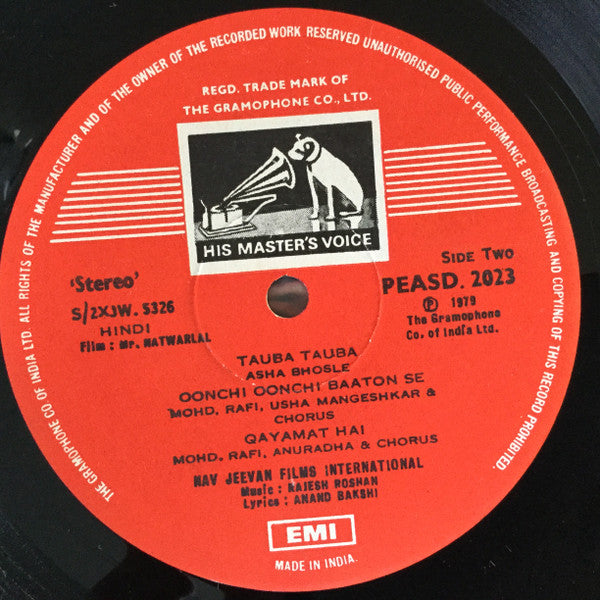 THE GRAMOPHONE CO OF INDIA LTD. ALL RIGHTS OF THE MANUFACTURER AND OF THE OWNER OF THE RECORDED WORK RESERVED UNAUTHORISED PUBLIC PERFORMANCE BROADCASTING AND COPYING OF THIS RECORD PROHIBITED.
REGD. TRADE MARK OF
THE GRAMOPHONE CO., LTD.
HIS MASTER'S VOICE
'Stereo'
S/2XJW. 5326
HINDI
Film : Mr. NATWARLAL
SIDE TWO
PEASD. 2023
Ⓟ 1979
The Gramophone
Co. of India Ltd.
TAUBA TAUBA
ASHA BHOSLE
OONCHI OONCHI BAATON SE
MOHD. RAFI, USHA MANGESHKAR &
CHORUS
QAYAMAT HAI
MOHD. RAFI, ANURADHA & CHORUS
NAV JEEVAN FILMS INTERNATIONAL
Music : RAJESH ROSHAN
Lyrics : ANAND BAKSHI
EMI
MADE IN INDIA.